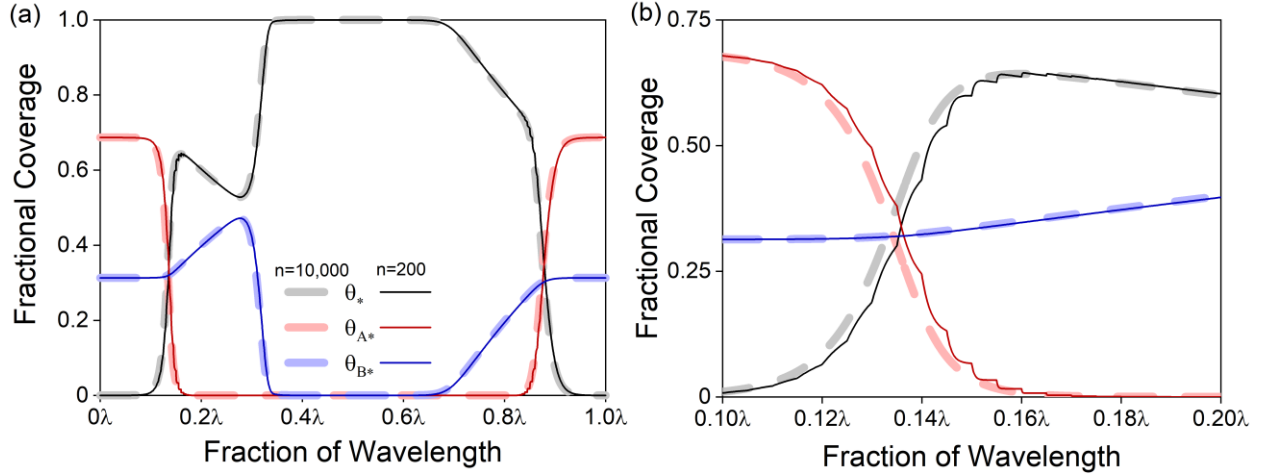 (a)
1.0
0.8
0.6
0.4
0.2
0
Fractional Coverage
n=10,000 n=200
θ*
θA*
θB*
0λ 0.2λ 0.4λ 0.6λ 0.8λ 1.0λ
Fraction of Wavelength
(b)
0.75
0.50
0.25
0
Fractional Coverage
0.10λ 0.12λ 0.14λ 0.16λ 0.18λ 0.20λ
Fraction of Wavelength